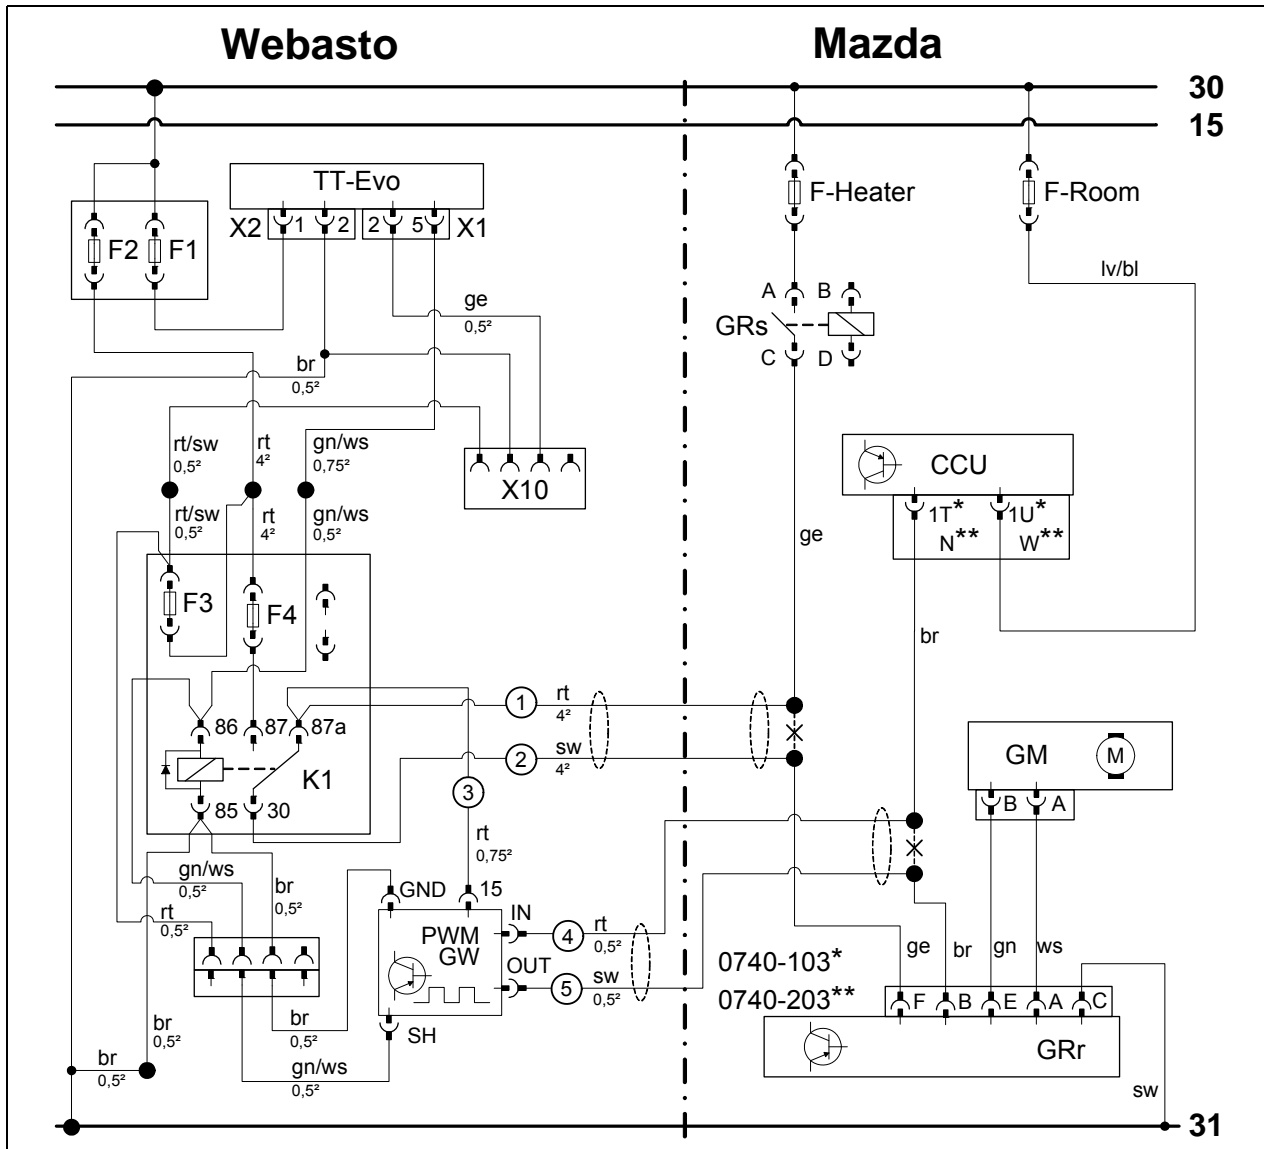 Webasto
Mazda
30
15
TT-Evo
X2 1 2 2 5 X1
F2 F1
F-Heater
F-Room
lv/bl
ge
0,5²
A B
GRs
C D
br
0,5²
rt/sw
0,5²
rt
4²
gn/ws
0,75²
X10
CCU
1T* 1U*
N** W**
rt/sw
0,5²
rt
4²
gn/ws
0,5²
ge
F3
F4
br
86 87 87a
1
rt
4²
K1
2
sw
4²
GM
M
B A
3
85 30
rt
0,75²
gn/ws
0,5²
br
0,5²
rt
0,5²
GND 15
IN
PWM
GW
OUT
4
rt
0,5²
5
sw
0,5²
SH
ge br gn ws
0740-103*
0740-203**
F B E A C
GRr
br
0,5²
br
0,5²
br
0,5²
gn/ws
0,5²
sw
31